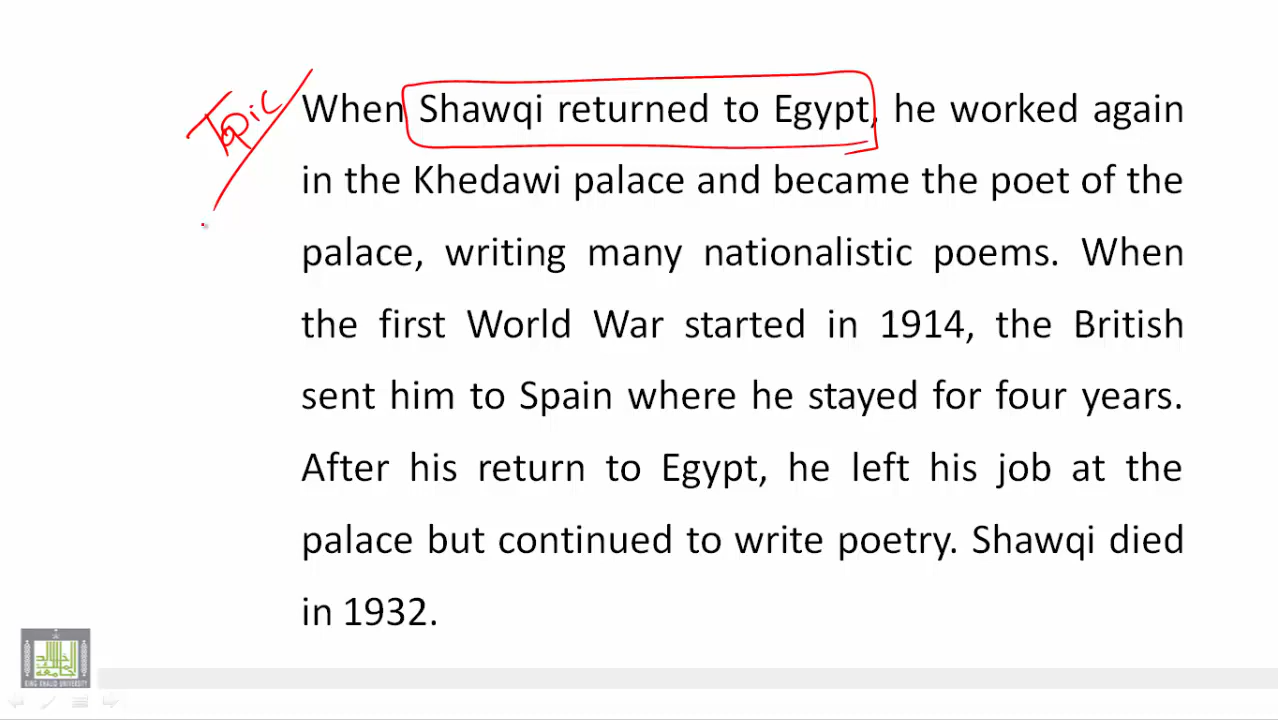 Topic
When Shawqi returned to Egypt, he worked again
in the Khedawi palace and became the poet of the
palace, writing many nationalistic poems. When
the first World War started in 1914, the British
sent him to Spain where he stayed for four years.
After his return to Egypt, he left his job at the
palace but continued to write poetry. Shawqi died
in 1932.
KING KHALID UNIVERSITY